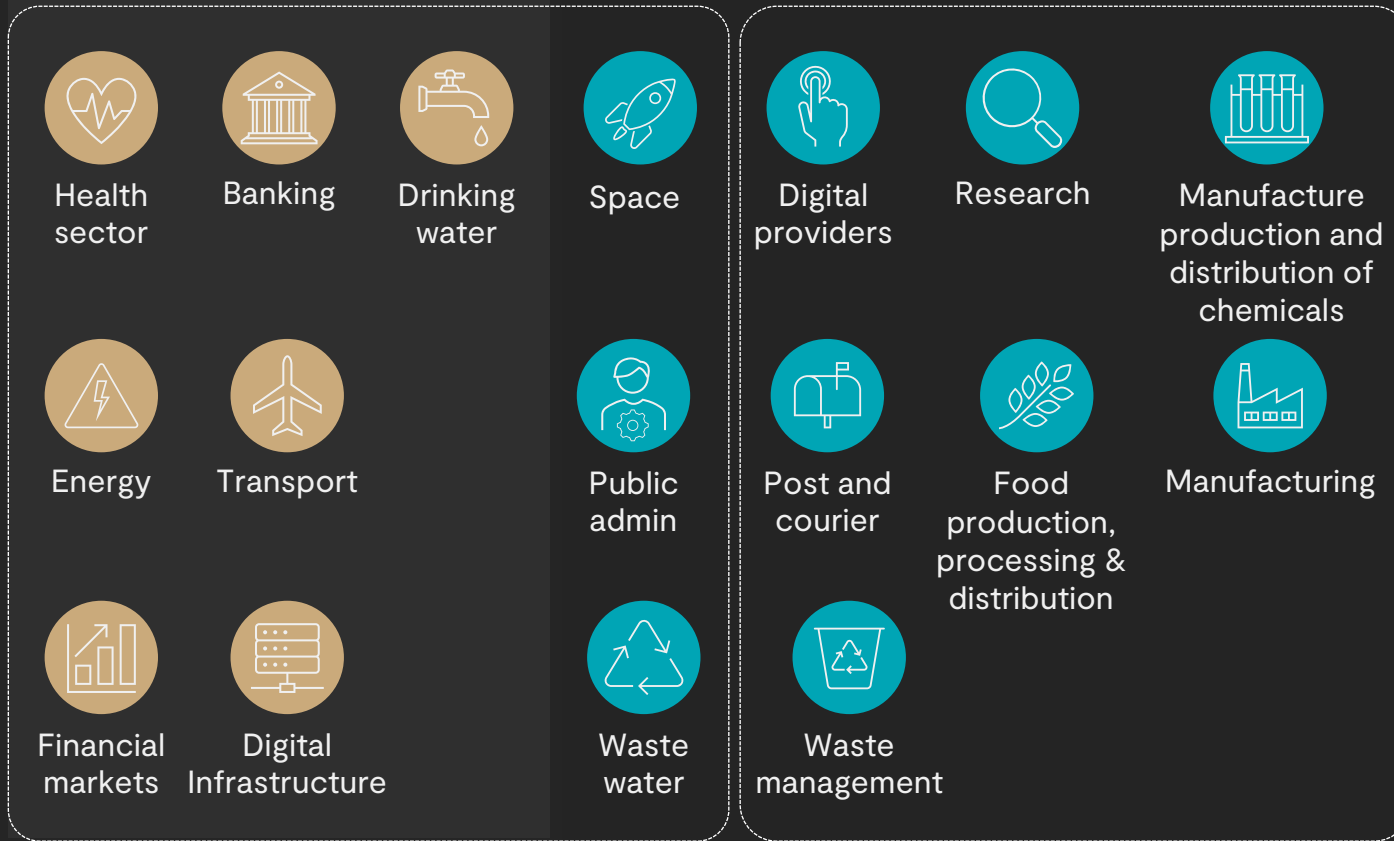 Health
sector
Banking
Drinking
water
Space
Digital
providers
Research
Manufacture
production and
distribution of
chemicals
Energy
Transport
Public
admin
Post and
courier
Food
production,
processing &
distribution
Manufacturing
Financial
markets
Digital
Infrastructure
Waste
water
Waste
management